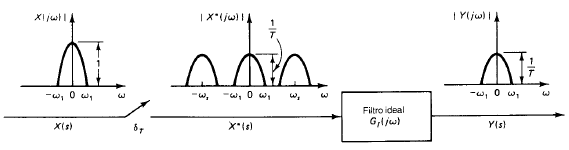 X(jω)
| X*(jω) |
1/T
| Y(jω) |
1
1/T
1/T
−ω₁ 0 ω₁ ω
−ωₛ −ω₁ 0 ω₁ ωₛ ω
−ω₁ 0 ω₁ ω
X(s)
δT
X*(s)
Filtro ideal
G_I(jω)
Y(s)